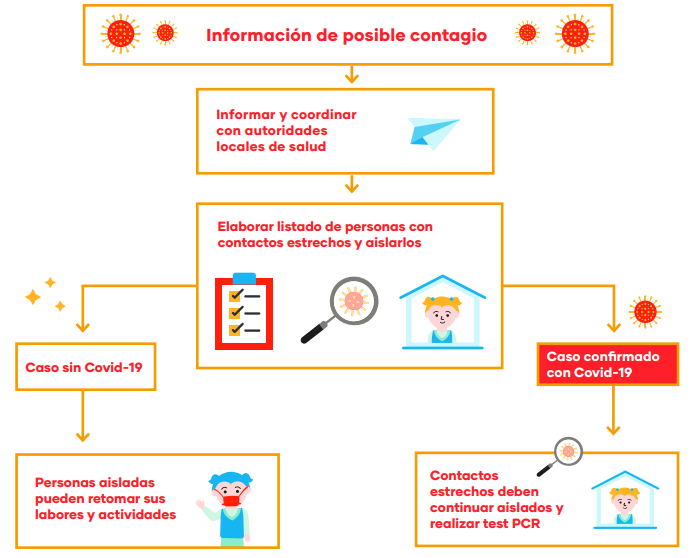 Información de posible contagio
Informar y coordinar
con autoridades
locales de salud
Elaborar listado de personas con
contactos estrechos y aislarlos
Caso sin Covid-19
Caso confirmado
con Covid-19
Personas aisladas
pueden retomar sus
labores y actividades
Contactos
estrechos deben
continuar aislados y
realizar test PCR